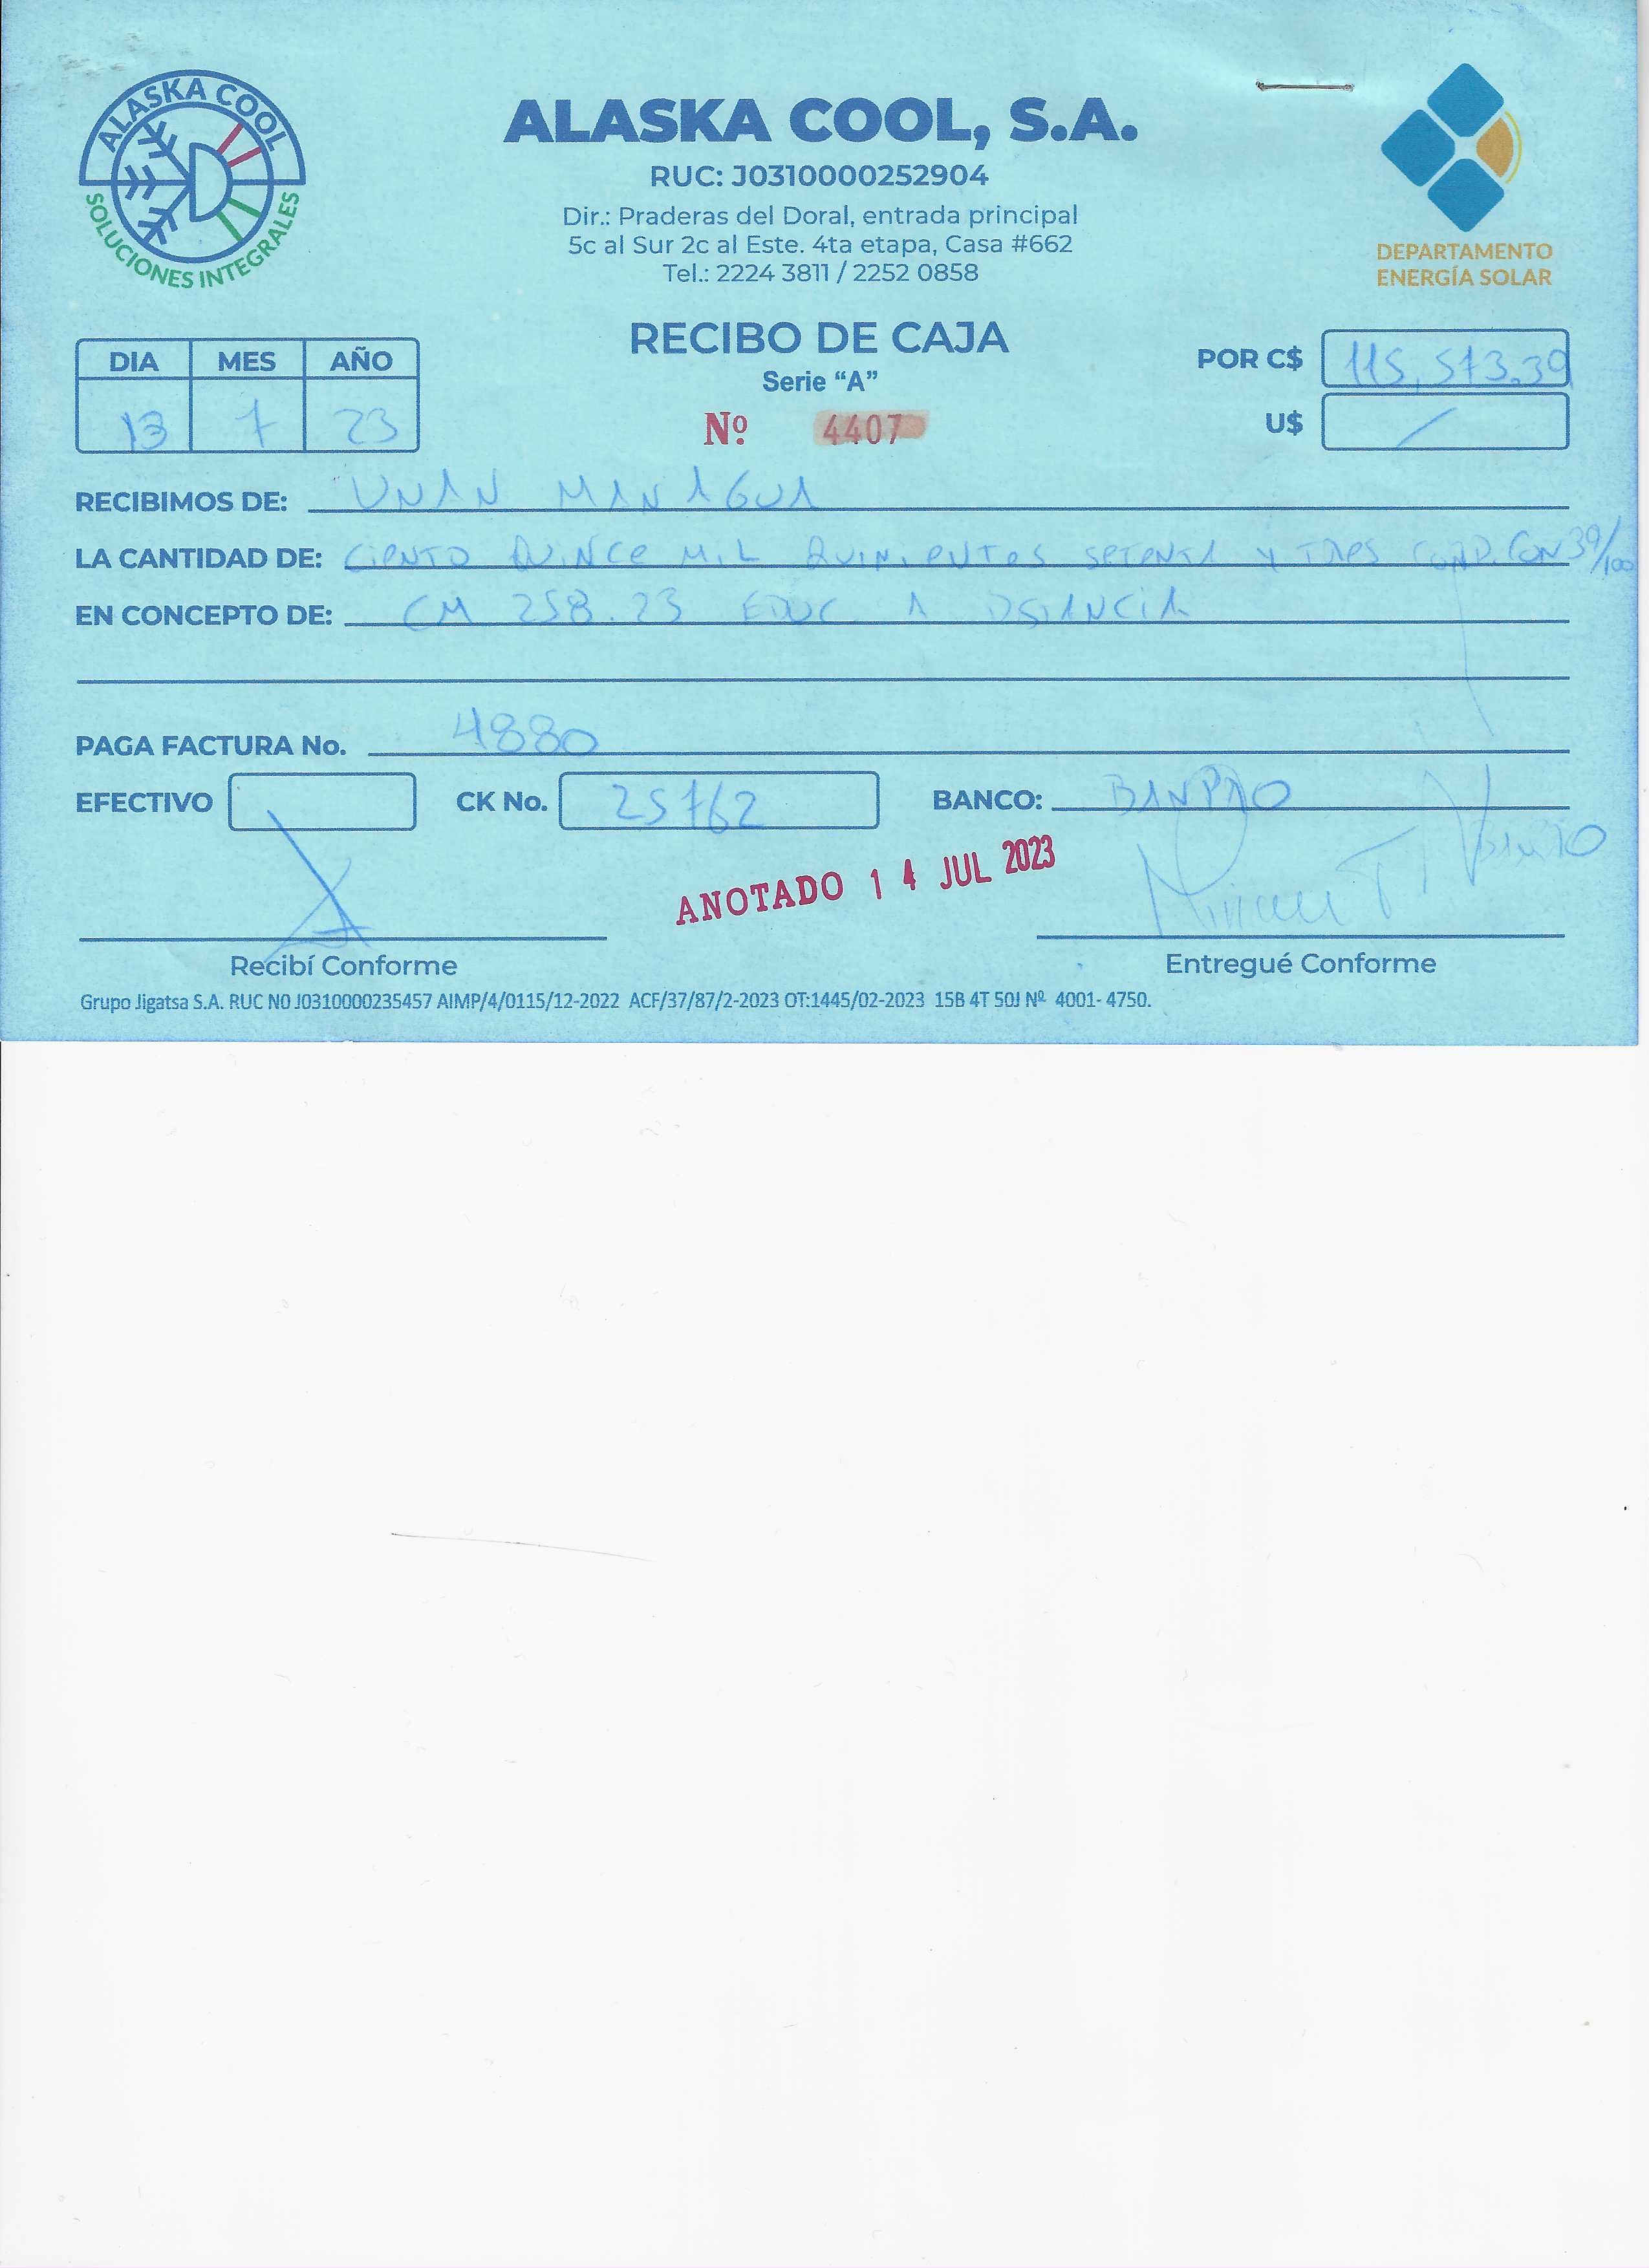 ALASKA COOL
SOLUCIONES INTEGRALES
ALASKA COOL, S.A.
RUC: J0310000252904
Dir.: Praderas del Doral, entrada principal
5c al Sur 2c al Este. 4ta etapa, Casa #662
Tel.: 2224 3811 / 2252 0858
DEPARTAMENTO
ENERGÍA SOLAR
RECIBO DE CAJA
Serie “A”
Nº 4407
DIA MES AÑO
13 7 23
POR C$ 115,573.39
U$
RECIBIMOS DE: UNAN MANAGUA
LA CANTIDAD DE: CIENTO QUINCE MIL QUINIENTOS SETENTA Y TRES CORD. CON 39/100
EN CONCEPTO DE: CM 258.23 EDUC A DSTANCIA
PAGA FACTURA No. 4880
EFECTIVO CK No. 25762 BANCO: BANPRO
ANOTADO 14 JUL 2023
Recibí Conforme Entregué Conforme
Grupo Jigatsa S.A. RUC N0 J0310000235457 AIMP/4/0115/12-2022 ACF/37/87/2-2023 OT:1445/02-2023 15B 4T 50J Nº 4001- 4750.